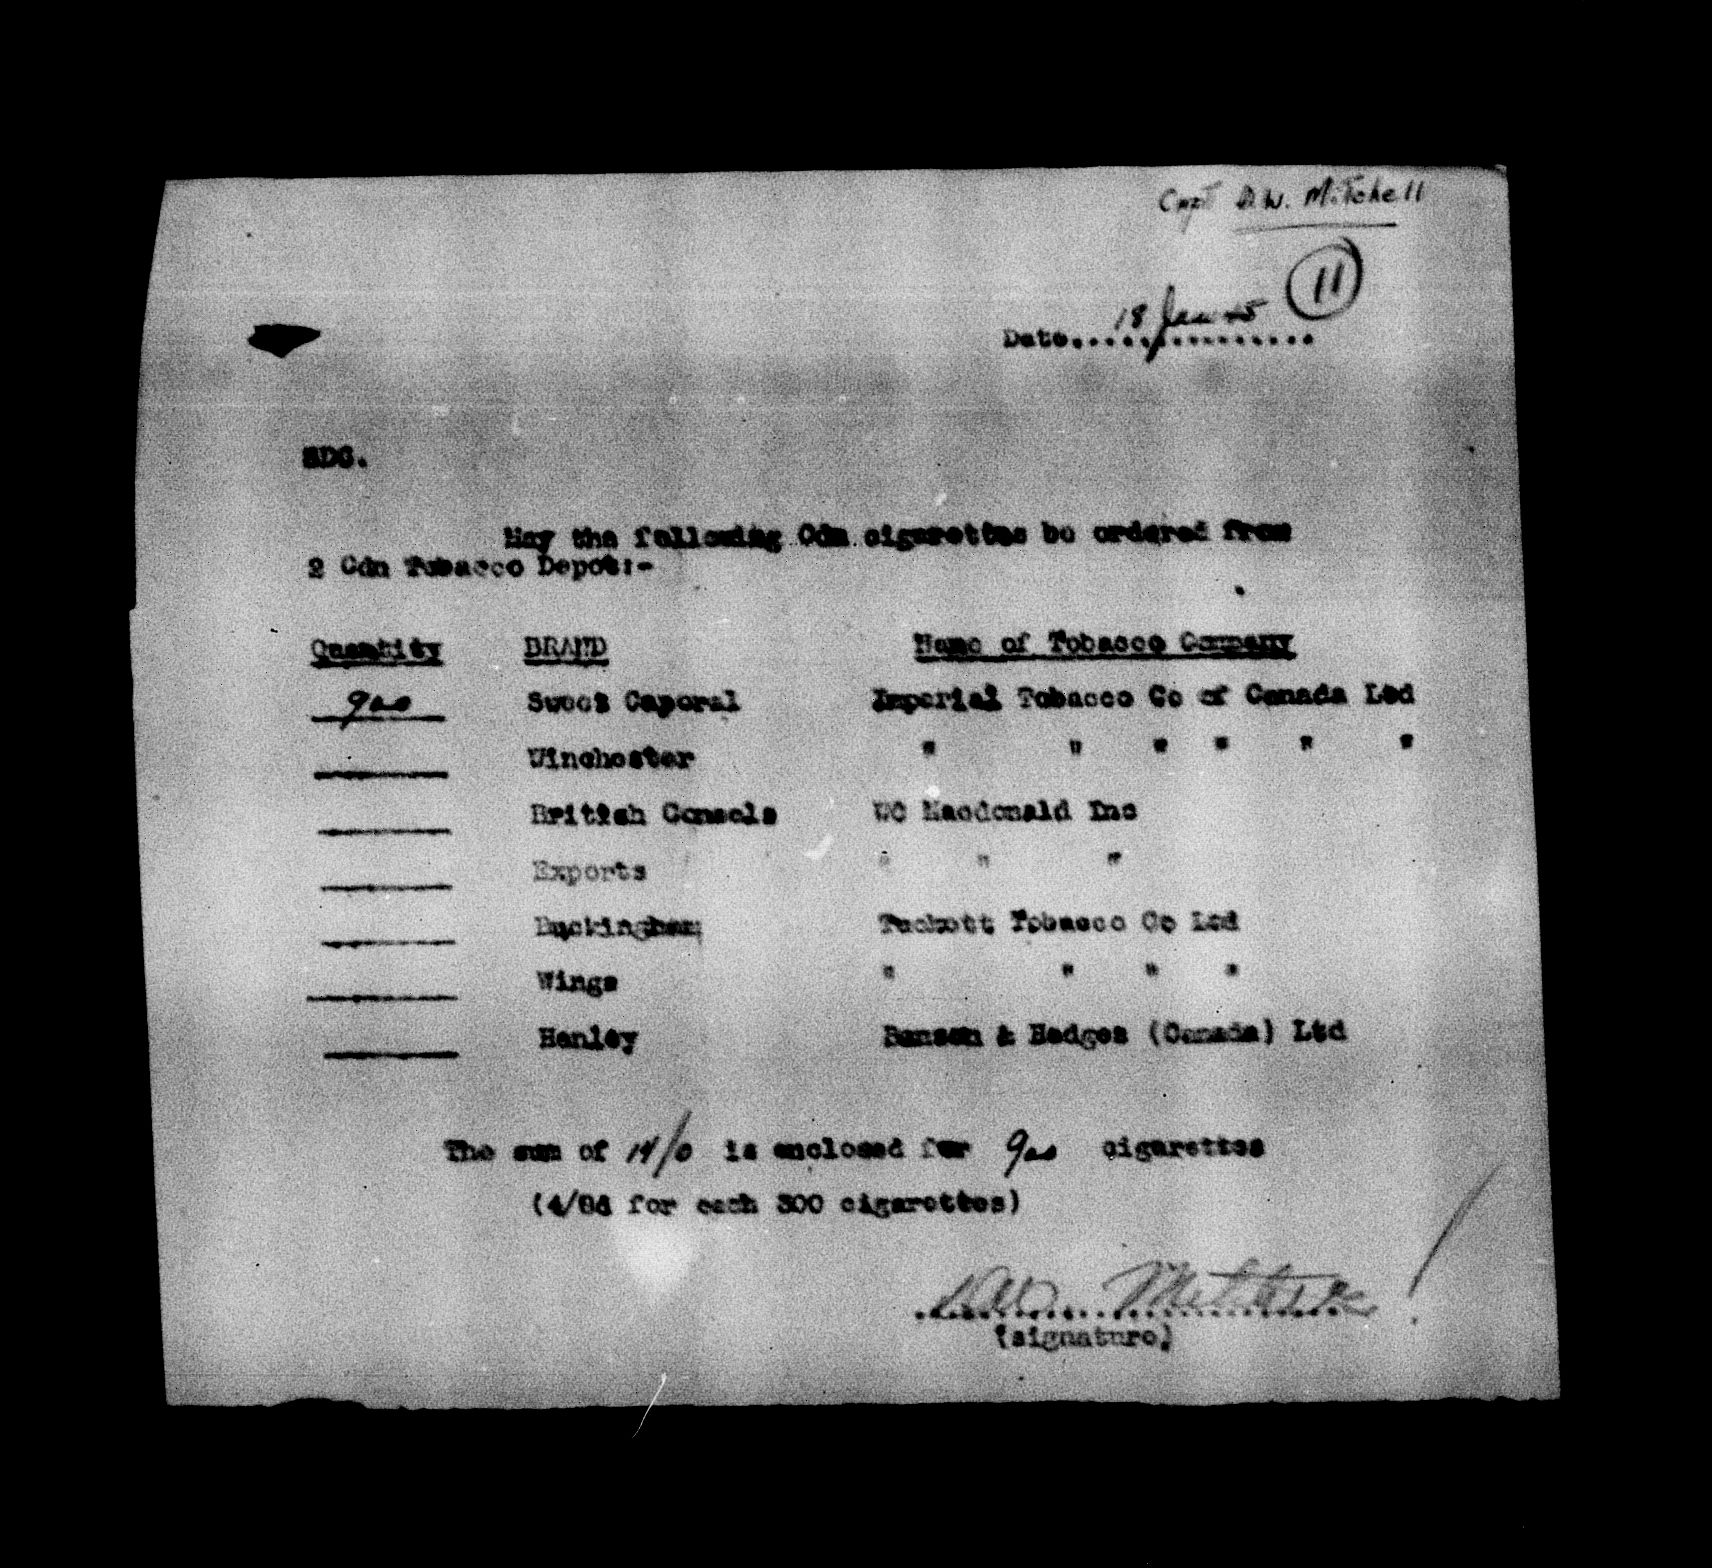 Capt D.W. Mitchell
11
Date 18 Jan 45
SDG.
May the following Cdn cigarettes be ordered from
2 Cdn Tobacco Depot:-
Quantity BRAND Name of Tobacco Company
900 Sweet Caporal Imperial Tobacco Co of Canada Ltd
Winchester " " " " " "
British Consols WC Macdonald Inc
Exports " " "
Buckingham Tuckett Tobacco Co Ltd
Wings " " " "
Henley Benson & Hedges (Canada) Ltd
The sum of 14/0 is enclosed for 900 cigarettes
(4/8d for each 300 cigarettes)
DW Mitchell
(signature)